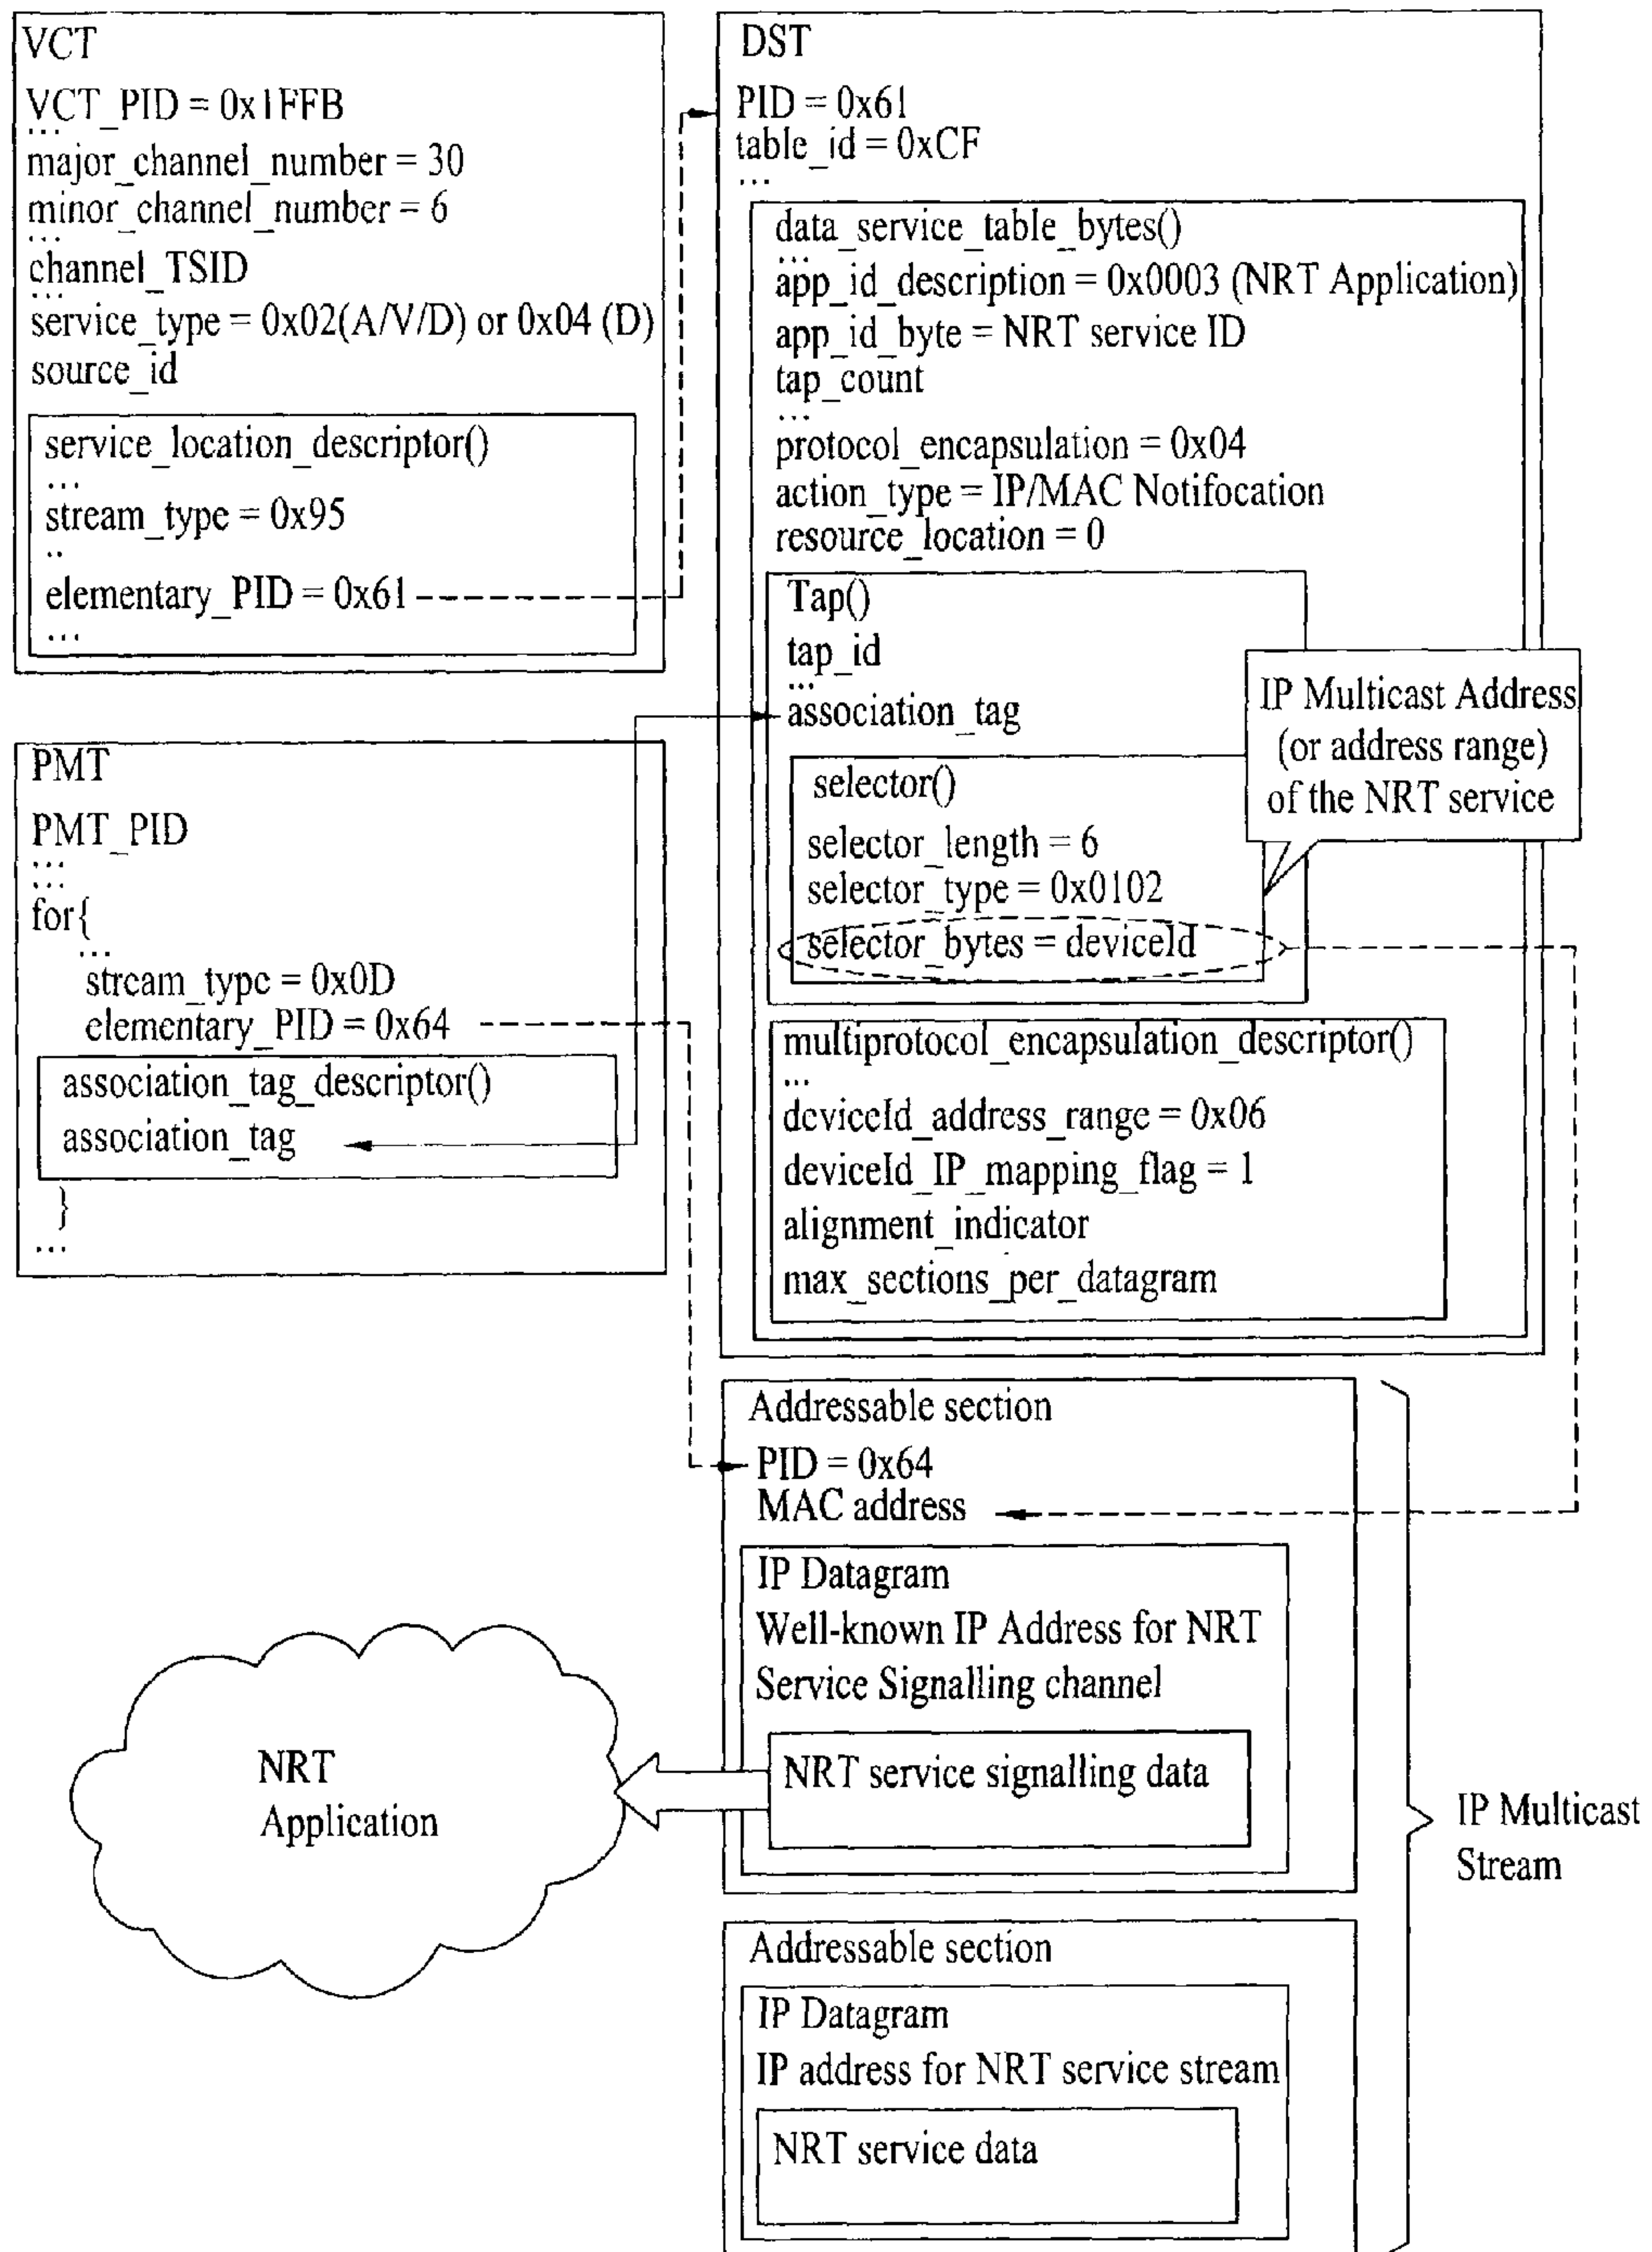 VCT
VCT_PID = 0x1FFB
...
major_channel_number = 30
minor_channel_number = 6
...
channel_TSID
...
service_type = 0x02(A/V/D) or 0x04 (D)
source_id
service_location_descriptor()
...
stream_type = 0x95
..
elementary_PID = 0x61
...
PMT
PMT_PID
...
...
for{
...
stream_type = 0x0D
elementary_PID = 0x64
association_tag_descriptor()
association_tag
}
...
DST
PID = 0x61
table_id = 0xCF
...
data_service_table_bytes()
...
app_id_description = 0x0003 (NRT Application)
app_id_byte = NRT service ID
tap_count
...
protocol_encapsulation = 0x04
action_type = IP/MAC Notifocation
resource_location = 0
Tap()
tap_id
...
association_tag
selector()
selector_length = 6
selector_type = 0x0102
selector_bytes = deviceId
IP Multicast Address
(or address range)
of the NRT service
multiprotocol_encapsulation_descriptor()
...
deviceId_address_range = 0x06
deviceId_IP_mapping_flag = 1
alignment_indicator
max_sections_per_datagram
Addressable section
PID = 0x64
MAC address
IP Datagram
Well-known IP Address for NRT
Service Signalling channel
NRT service signalling data
NRT
Application
IP Multicast
Stream
Addressable section
IP Datagram
IP address for NRT service stream
NRT service data